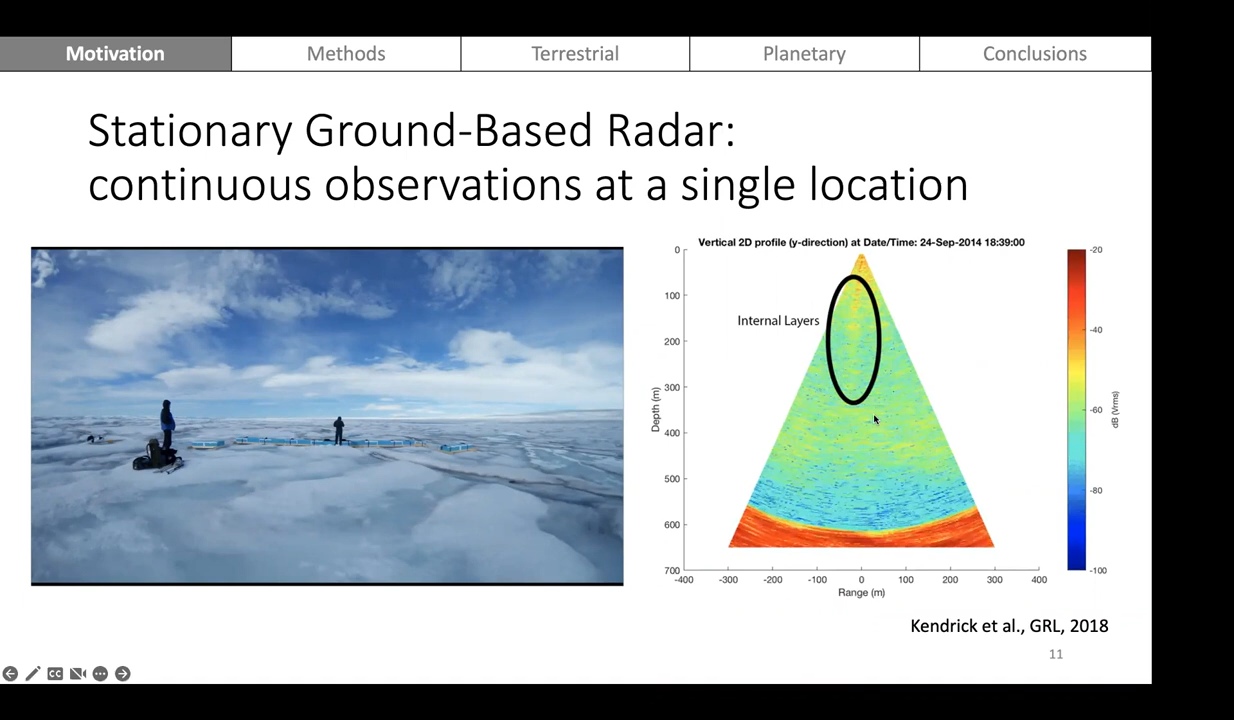 Motivation
Methods
Terrestrial
Planetary
Conclusions
Stationary Ground-Based Radar:
continuous observations at a single location
Vertical 2D profile (y-direction) at Date/Time: 24-Sep-2014 18:39:00
Internal Layers
Depth (m)
0
100
200
300
400
500
600
700
-400
-300
-200
-100
0
100
200
300
400
Range (m)
-20
-40
-60
-80
-100
dB (Vrms)
Kendrick et al., GRL, 2018
11
CC